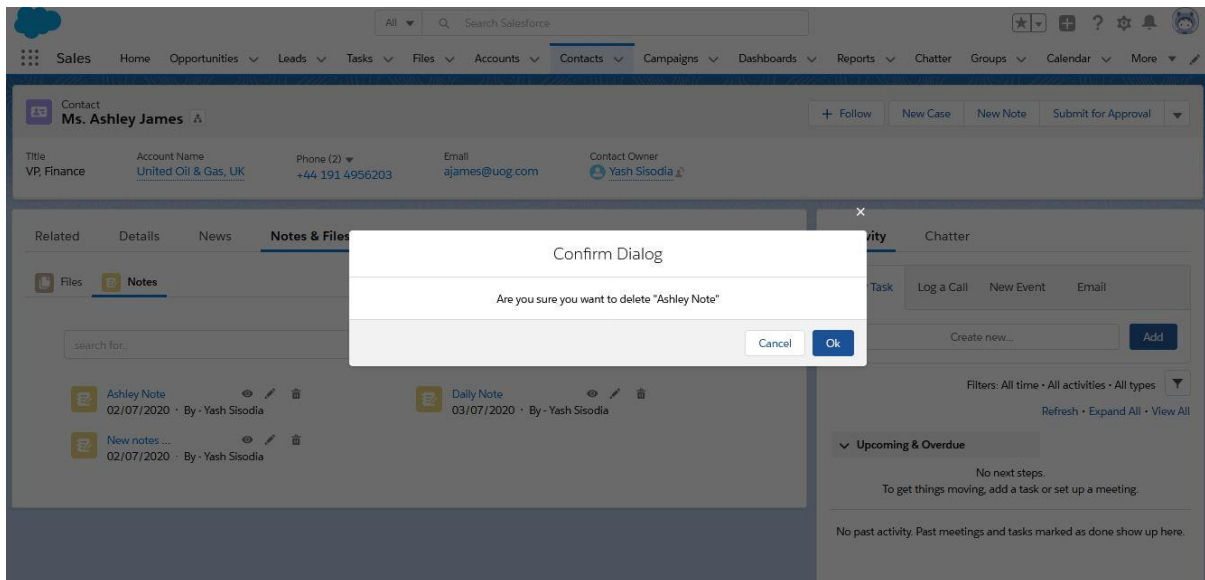 All Search Salesforce
Sales Home Opportunities Leads Tasks Files Accounts Contacts Campaigns Dashboards Reports Chatter Groups Calendar More
Contact
Ms. Ashley James
+ Follow New Case New Note Submit for Approval
Title Account Name Phone (2) Email Contact Owner
VP, Finance United Oil & Gas, UK +44 191 4956203 ajames@uog.com Yash Sisodia
Related Details News Notes & Files
Chatter
Confirm Dialog
Are you sure you want to delete "Ashley Note"
Cancel Ok
Files Notes
Task Log a Call New Event Email
search for..
Create new... Add
Ashley Note
02/07/2020 · By - Yash Sisodia
Daily Note
03/07/2020 · By - Yash Sisodia
New notes ...
02/07/2020 · By - Yash Sisodia
Filters: All time · All activities · All types
Refresh · Expand All · View All
Upcoming & Overdue
No next steps.
To get things moving, add a task or set up a meeting.
No past activity. Past meetings and tasks marked as done show up here.